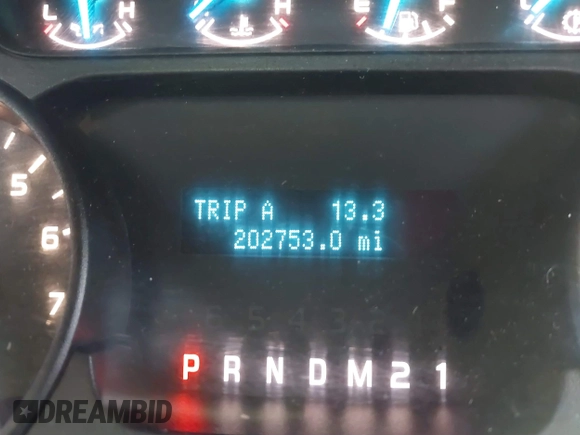 L H H E F L
TRIP A 13.3
5
202753.0 mi
6
7
P R N D M 2 1
DREAMBID